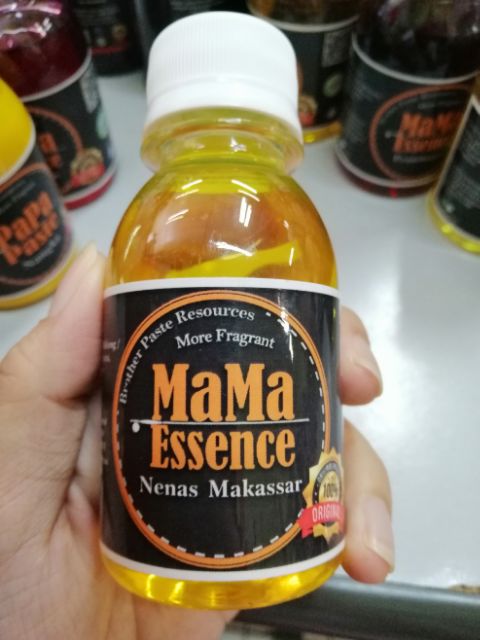 Brother Paste Resources
More Fragrant
MaMa
Essence
Nenas Makassar
100%
ORIGINAL
PaPa
Paste
MaMa
Essence